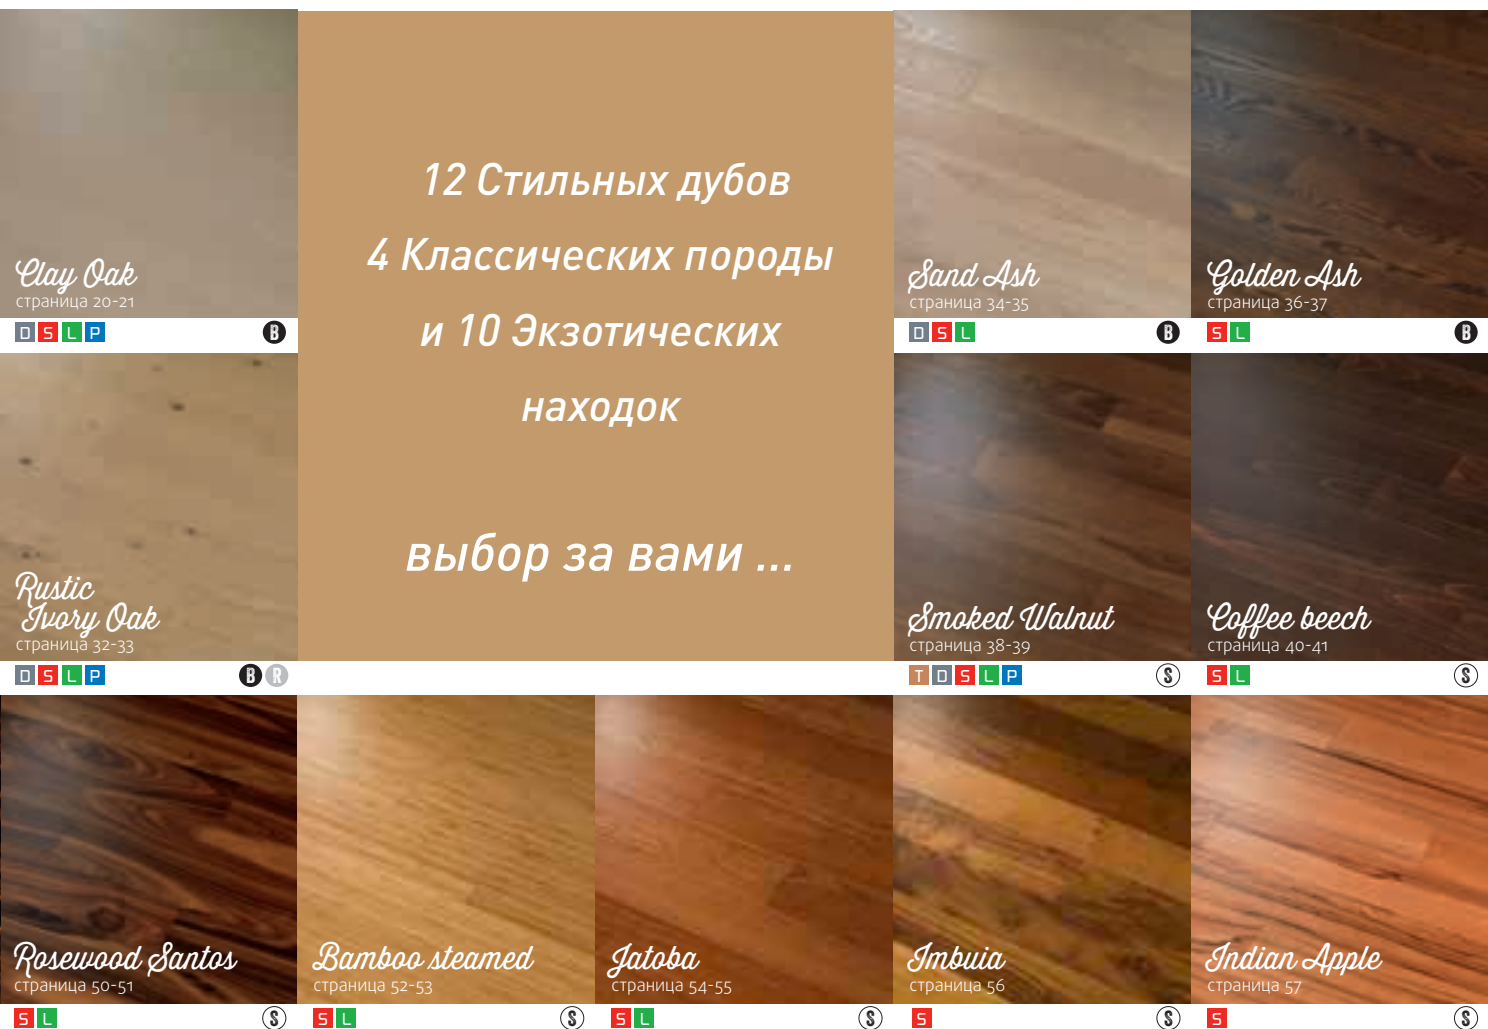 Clay Oak
страница 20-21
D S L P B
12 Стильных дубов
4 Классических породы
и 10 Экзотических
находок
выбор за вами ...
Sand Ash
страница 34-35
D S L B
Golden Ash
страница 36-37
S L B
Rustic
Ivory Oak
страница 32-33
D S L P B R
Smoked Walnut
страница 38-39
T D S L P S
Coffee beech
страница 40-41
S L S
Rosewood Santos
страница 50-51
S L S
Bamboo steamed
страница 52-53
S L S
Jatoba
страница 54-55
S L S
Imbuia
страница 56
S S
Indian Apple
страница 57
S S